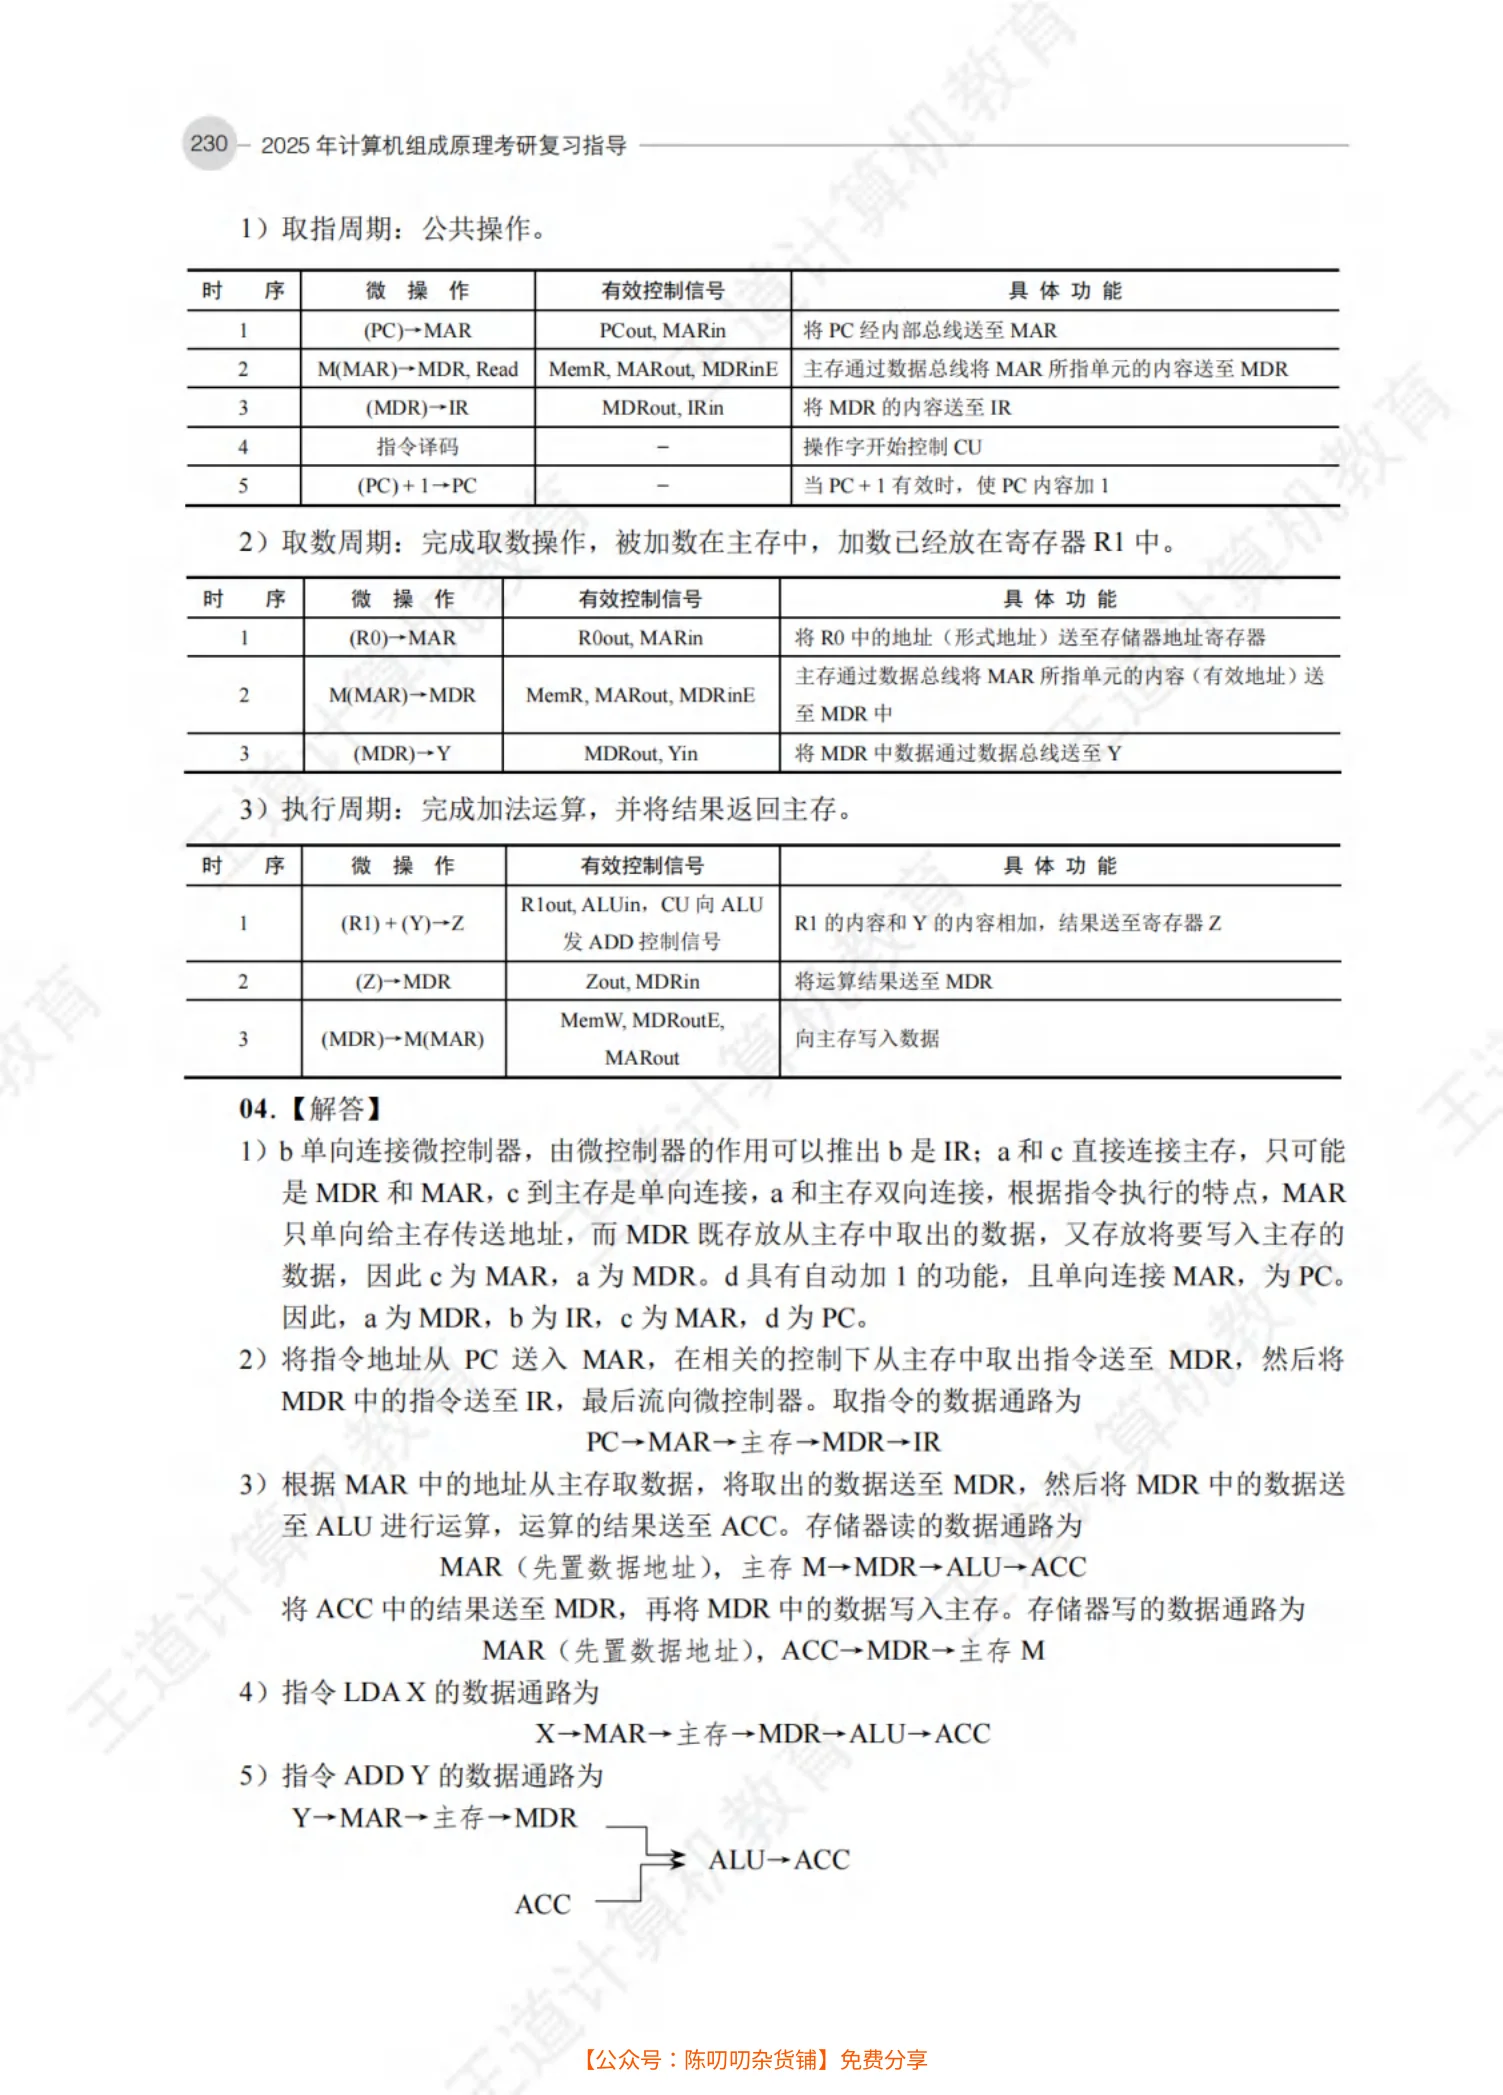 230 2025 年计算机组成原理考研复习指导
1）取指周期：公共操作。
时 序 微 操 作 有效控制信号 具 体 功 能
1 (PC)→MAR PCout, MARin 将 PC 经内部总线送至 MAR
2 M(MAR)→MDR, Read MemR, MARout, MDRinE 主存通过数据总线将 MAR 所指单元的内容送至 MDR
3 (MDR)→IR MDRout, IRin 将 MDR 的内容送至 IR
4 指令译码 – 操作字开始控制 CU
5 (PC) + 1→PC – 当 PC + 1 有效时，使 PC 内容加 1
2）取数周期：完成取数操作，被加数在主存中，加数已经放在寄存器 R1 中。
时 序 微 操 作 有效控制信号 具 体 功 能
1 (R0)→MAR R0out, MARin 将 R0 中的地址（形式地址）送至存储器地址寄存器
2 M(MAR)→MDR MemR, MARout, MDRinE 主存通过数据总线将 MAR 所指单元的内容（有效地址）送
至 MDR 中
3 (MDR)→Y MDRout, Yin 将 MDR 中数据通过数据总线送至 Y
3）执行周期：完成加法运算，并将结果返回主存。
时 序 微 操 作 有效控制信号 具 体 功 能
1 (R1) + (Y)→Z R1out, ALUin，CU 向 ALU
发 ADD 控制信号 R1 的内容和 Y 的内容相加，结果送至寄存器 Z
2 (Z)→MDR Zout, MDRin 将运算结果送至 MDR
3 (MDR)→M(MAR) MemW, MDRoutE,
MARout 向主存写入数据
04.【解答】
1）b 单向连接微控制器，由微控制器的作用可以推出 b 是 IR；a 和 c 直接连接主存，只可能
是 MDR 和 MAR，c 到主存是单向连接，a 和主存双向连接，根据指令执行的特点，MAR
只单向给主存传送地址，而 MDR 既存放从主存中取出的数据，又存放将要写入主存的
数据，因此 c 为 MAR，a 为 MDR。d 具有自动加 1 的功能，且单向连接 MAR，为 PC。
因此，a 为 MDR，b 为 IR，c 为 MAR，d 为 PC。
2）将指令地址从 PC 送入 MAR，在相关的控制下从主存中取出指令送至 MDR，然后将
MDR 中的指令送至 IR，最后流向微控制器。取指令的数据通路为
PC→MAR→主存→MDR→IR
3）根据 MAR 中的地址从主存取数据，将取出的数据送至 MDR，然后将 MDR 中的数据送
至 ALU 进行运算，运算的结果送至 ACC。存储器读的数据通路为
MAR（先置数据地址），主存 M→MDR→ALU→ACC
将 ACC 中的结果送至 MDR，再将 MDR 中的数据写入主存。存储器写的数据通路为
MAR（先置数据地址），ACC→MDR→主存 M
4）指令 LDA X 的数据通路为
X→MAR→主存→MDR→ALU→ACC
5）指令 ADD Y 的数据通路为
Y→MAR→主存→MDR
ALU→ACC
ACC
王道计算机教育
【公众号：陈叨叨杂货铺】免费分享